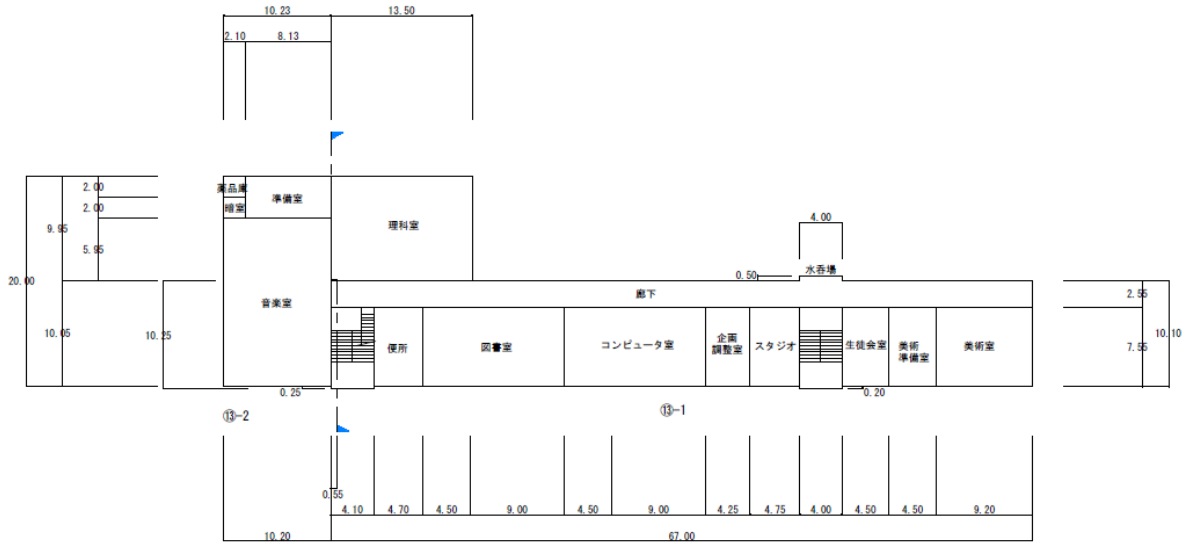 10.23
13.50
2.10
8.13
2.00
2.00
9.95
5.95
20.00
10.05
10.25
薬品庫
暗室
準備室
理科室
4.00
水呑場
0.50
音楽室
廊下
2.55
10.10
7.55
便所
図書室
コンピュータ室
企画
調整室
スタジオ
生徒会室
美術
準備室
美術室
0.25
0.20
⑬-2
⑬-1
0.55
4.10
4.70
4.50
9.00
4.50
9.00
4.25
4.75
4.00
4.50
4.50
9.20
10.20
67.00